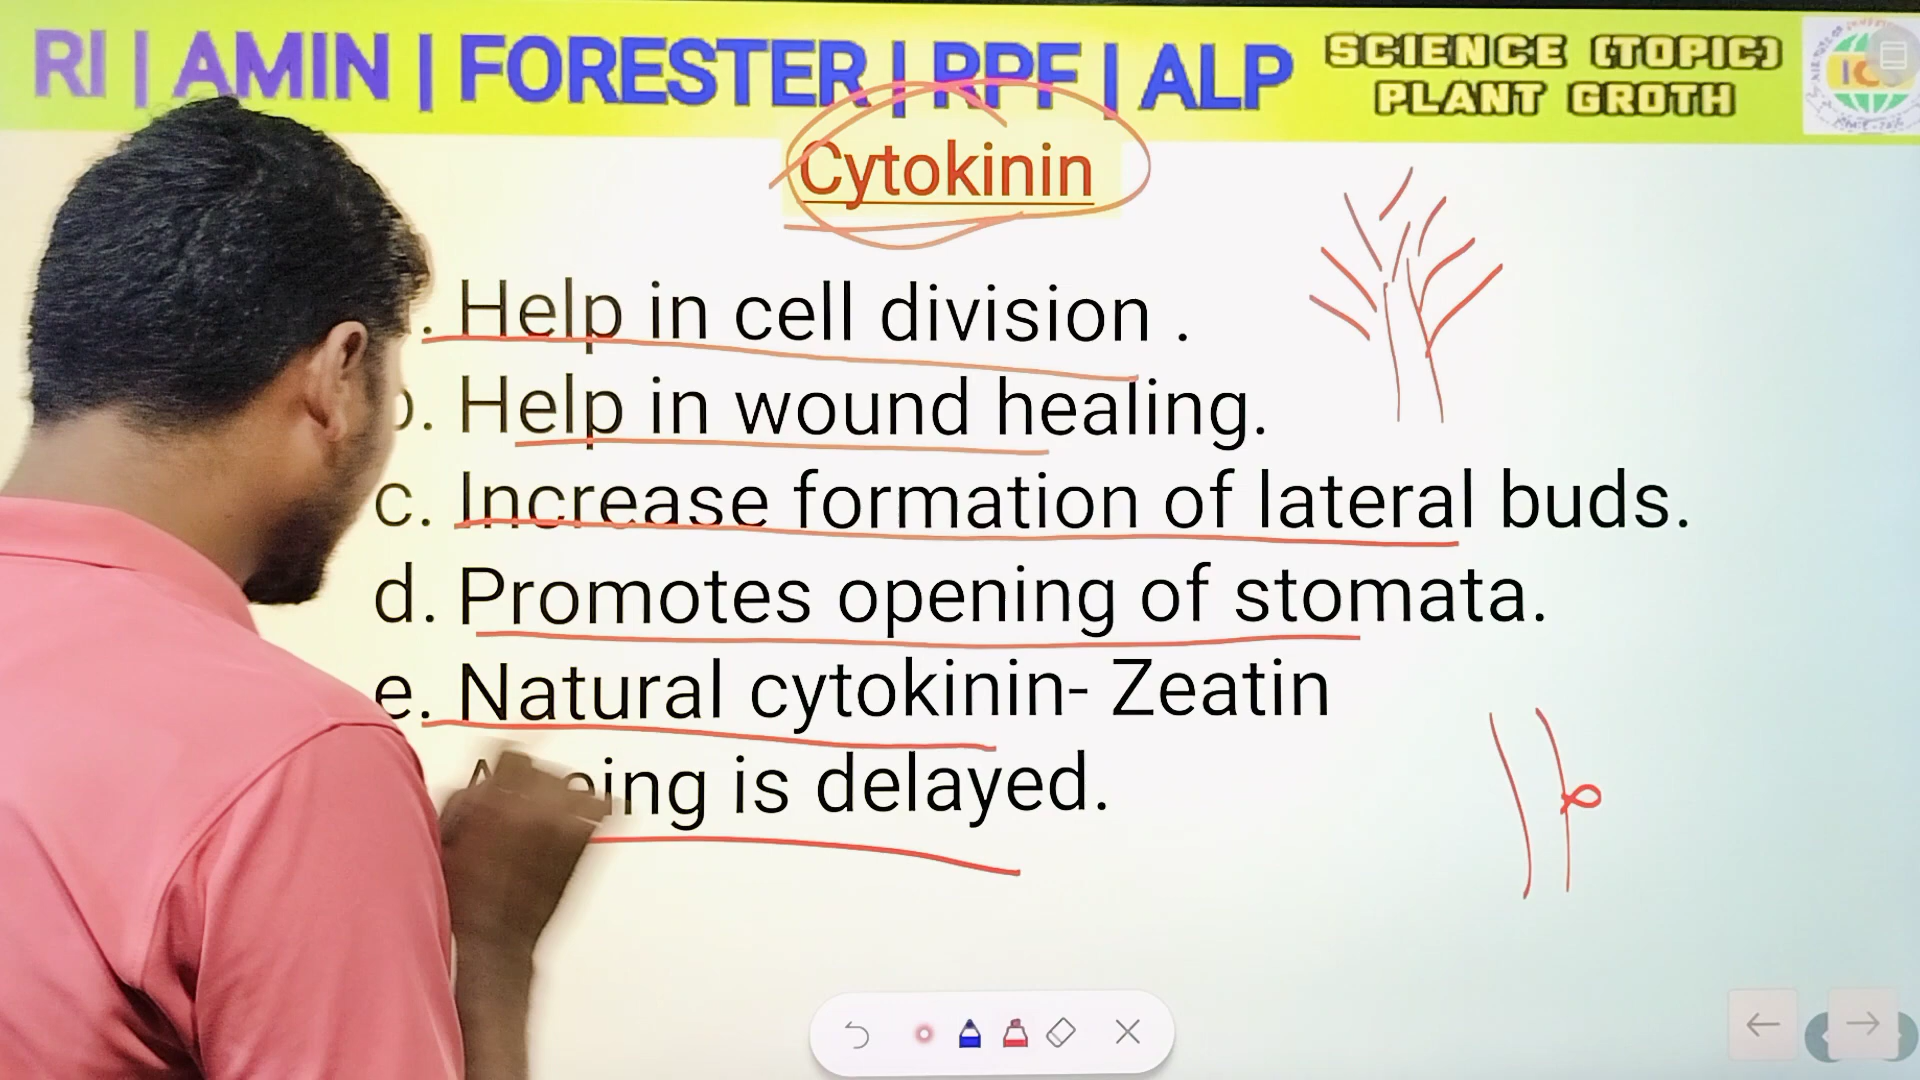 RI | AMIN | FORESTER | RPF | ALP
SCIENCE (TOPIC)
PLANT GROTH
Cytokinin
. Help in cell division .
b. Help in wound healing.
c. Increase formation of lateral buds.
d. Promotes opening of stomata.
e. Natural cytokinin- Zeatin
is delayed.